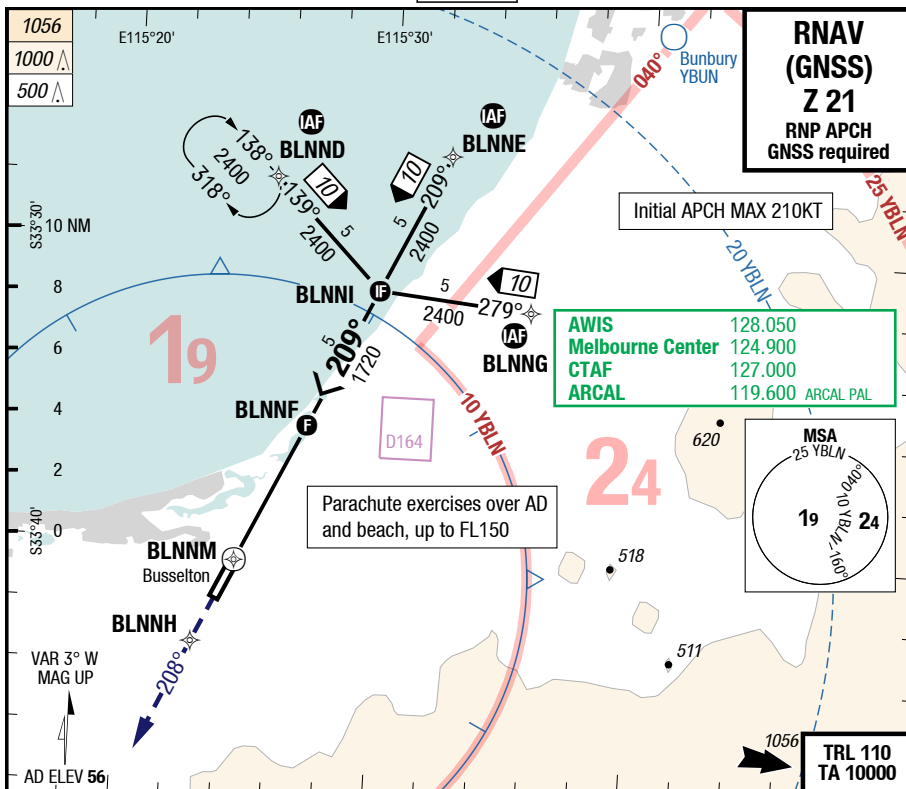 1056
1000
500
E115°20'
E115°30'
RNAV
(GNSS)
Z 21
RNP APCH
GNSS required
Bunbury
YBUN
040°
25 YBLN
20 YBLN
Initial APCH MAX 210KT
IAF
BLNND
138°
2400
318°
139°
10
5
2400
IAF
BLNNE
10
209°
5
2400
S33°30'
10 NM
8
6
4
2
0
S33°40'
BLNNI
IF
5
2400
10
279°
IAF
BLNNG
19
209°
5
1720
BLNNF
F
D164
10 YBLN
AWIS 128.050
Melbourne Center 124.900
CTAF 127.000
ARCAL 119.600 ARCAL PAL
24
620
MSA
25 YBLN
040°
10 YBLN
160°
19
24
Parachute exercises over AD
and beach, up to FL150
518
511
BLNNM
Busselton
BLNNH
208°
VAR 3° W
MAG UP
AD ELEV 56
1056
TRL 110
TA 10000